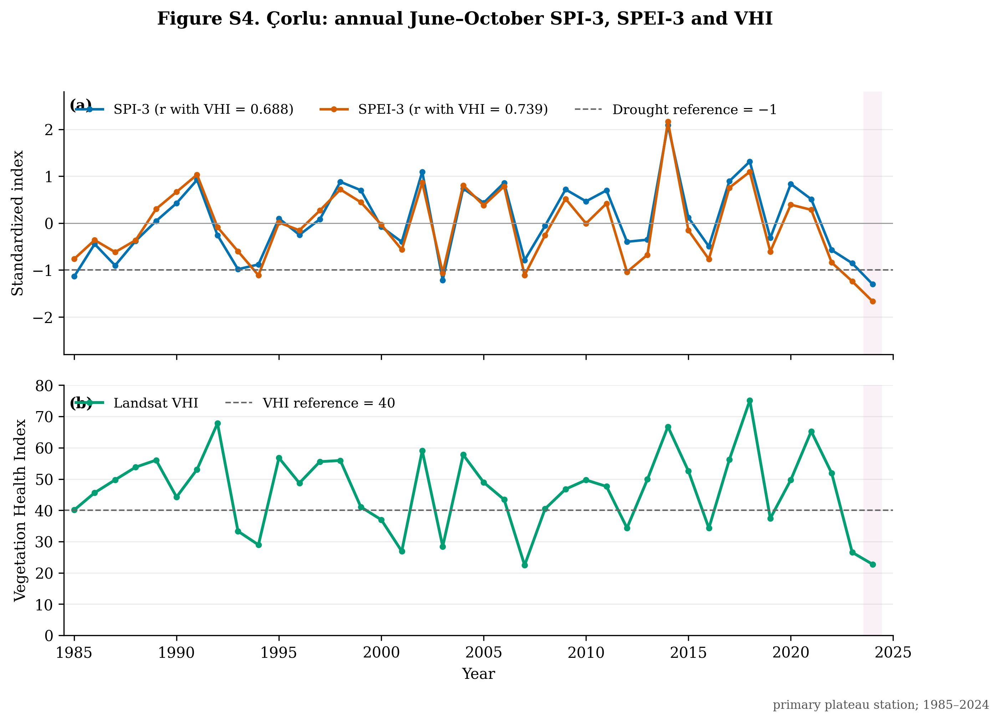 Figure S4. Çorlu: annual June–October SPI-3, SPEI-3 and VHI
(a)
SPI-3 (r with VHI = 0.688)
SPEI-3 (r with VHI = 0.739)
Drought reference = −1
Standardized index
2
1
0
−1
−2
(b)
Landsat VHI
VHI reference = 40
Vegetation Health Index
80
70
60
50
40
30
20
10
0
1985 1990 1995 2000 2005 2010 2015 2020 2025
Year
primary plateau station; 1985–2024